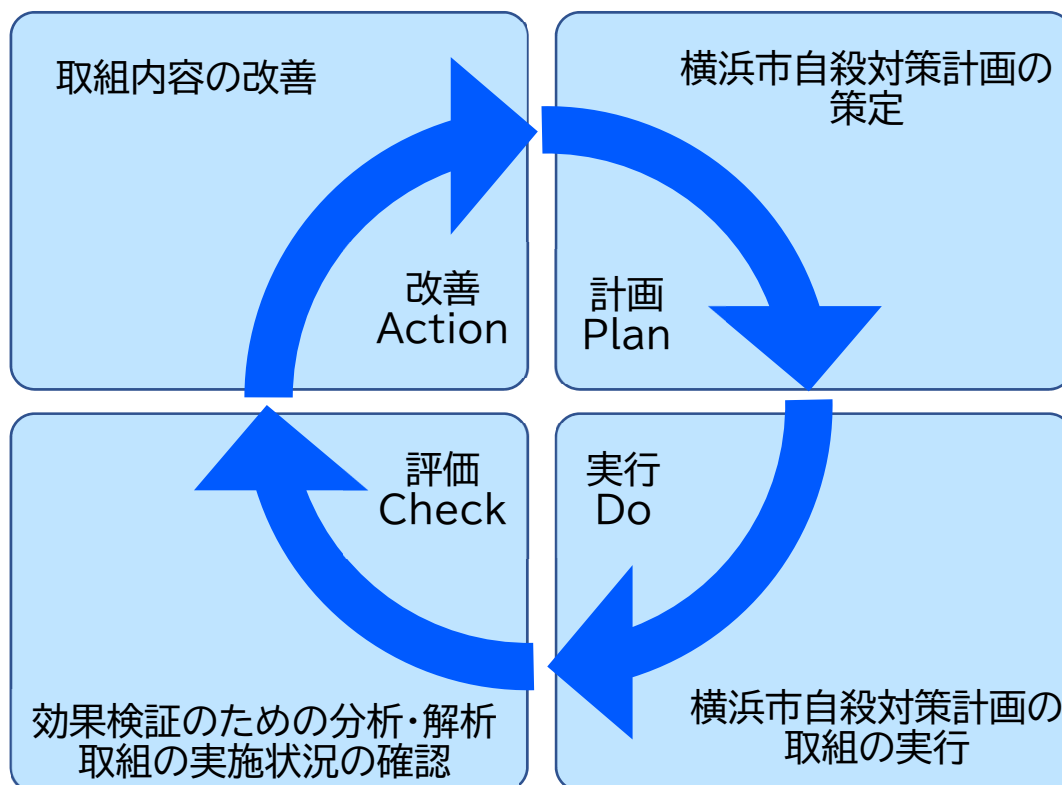 取組内容の改善
横浜市自殺対策計画の
策定
改善
Action
計画
Plan
評価
Check
実行
Do
効果検証のための分析・解析
取組の実施状況の確認
横浜市自殺対策計画の
取組の実行